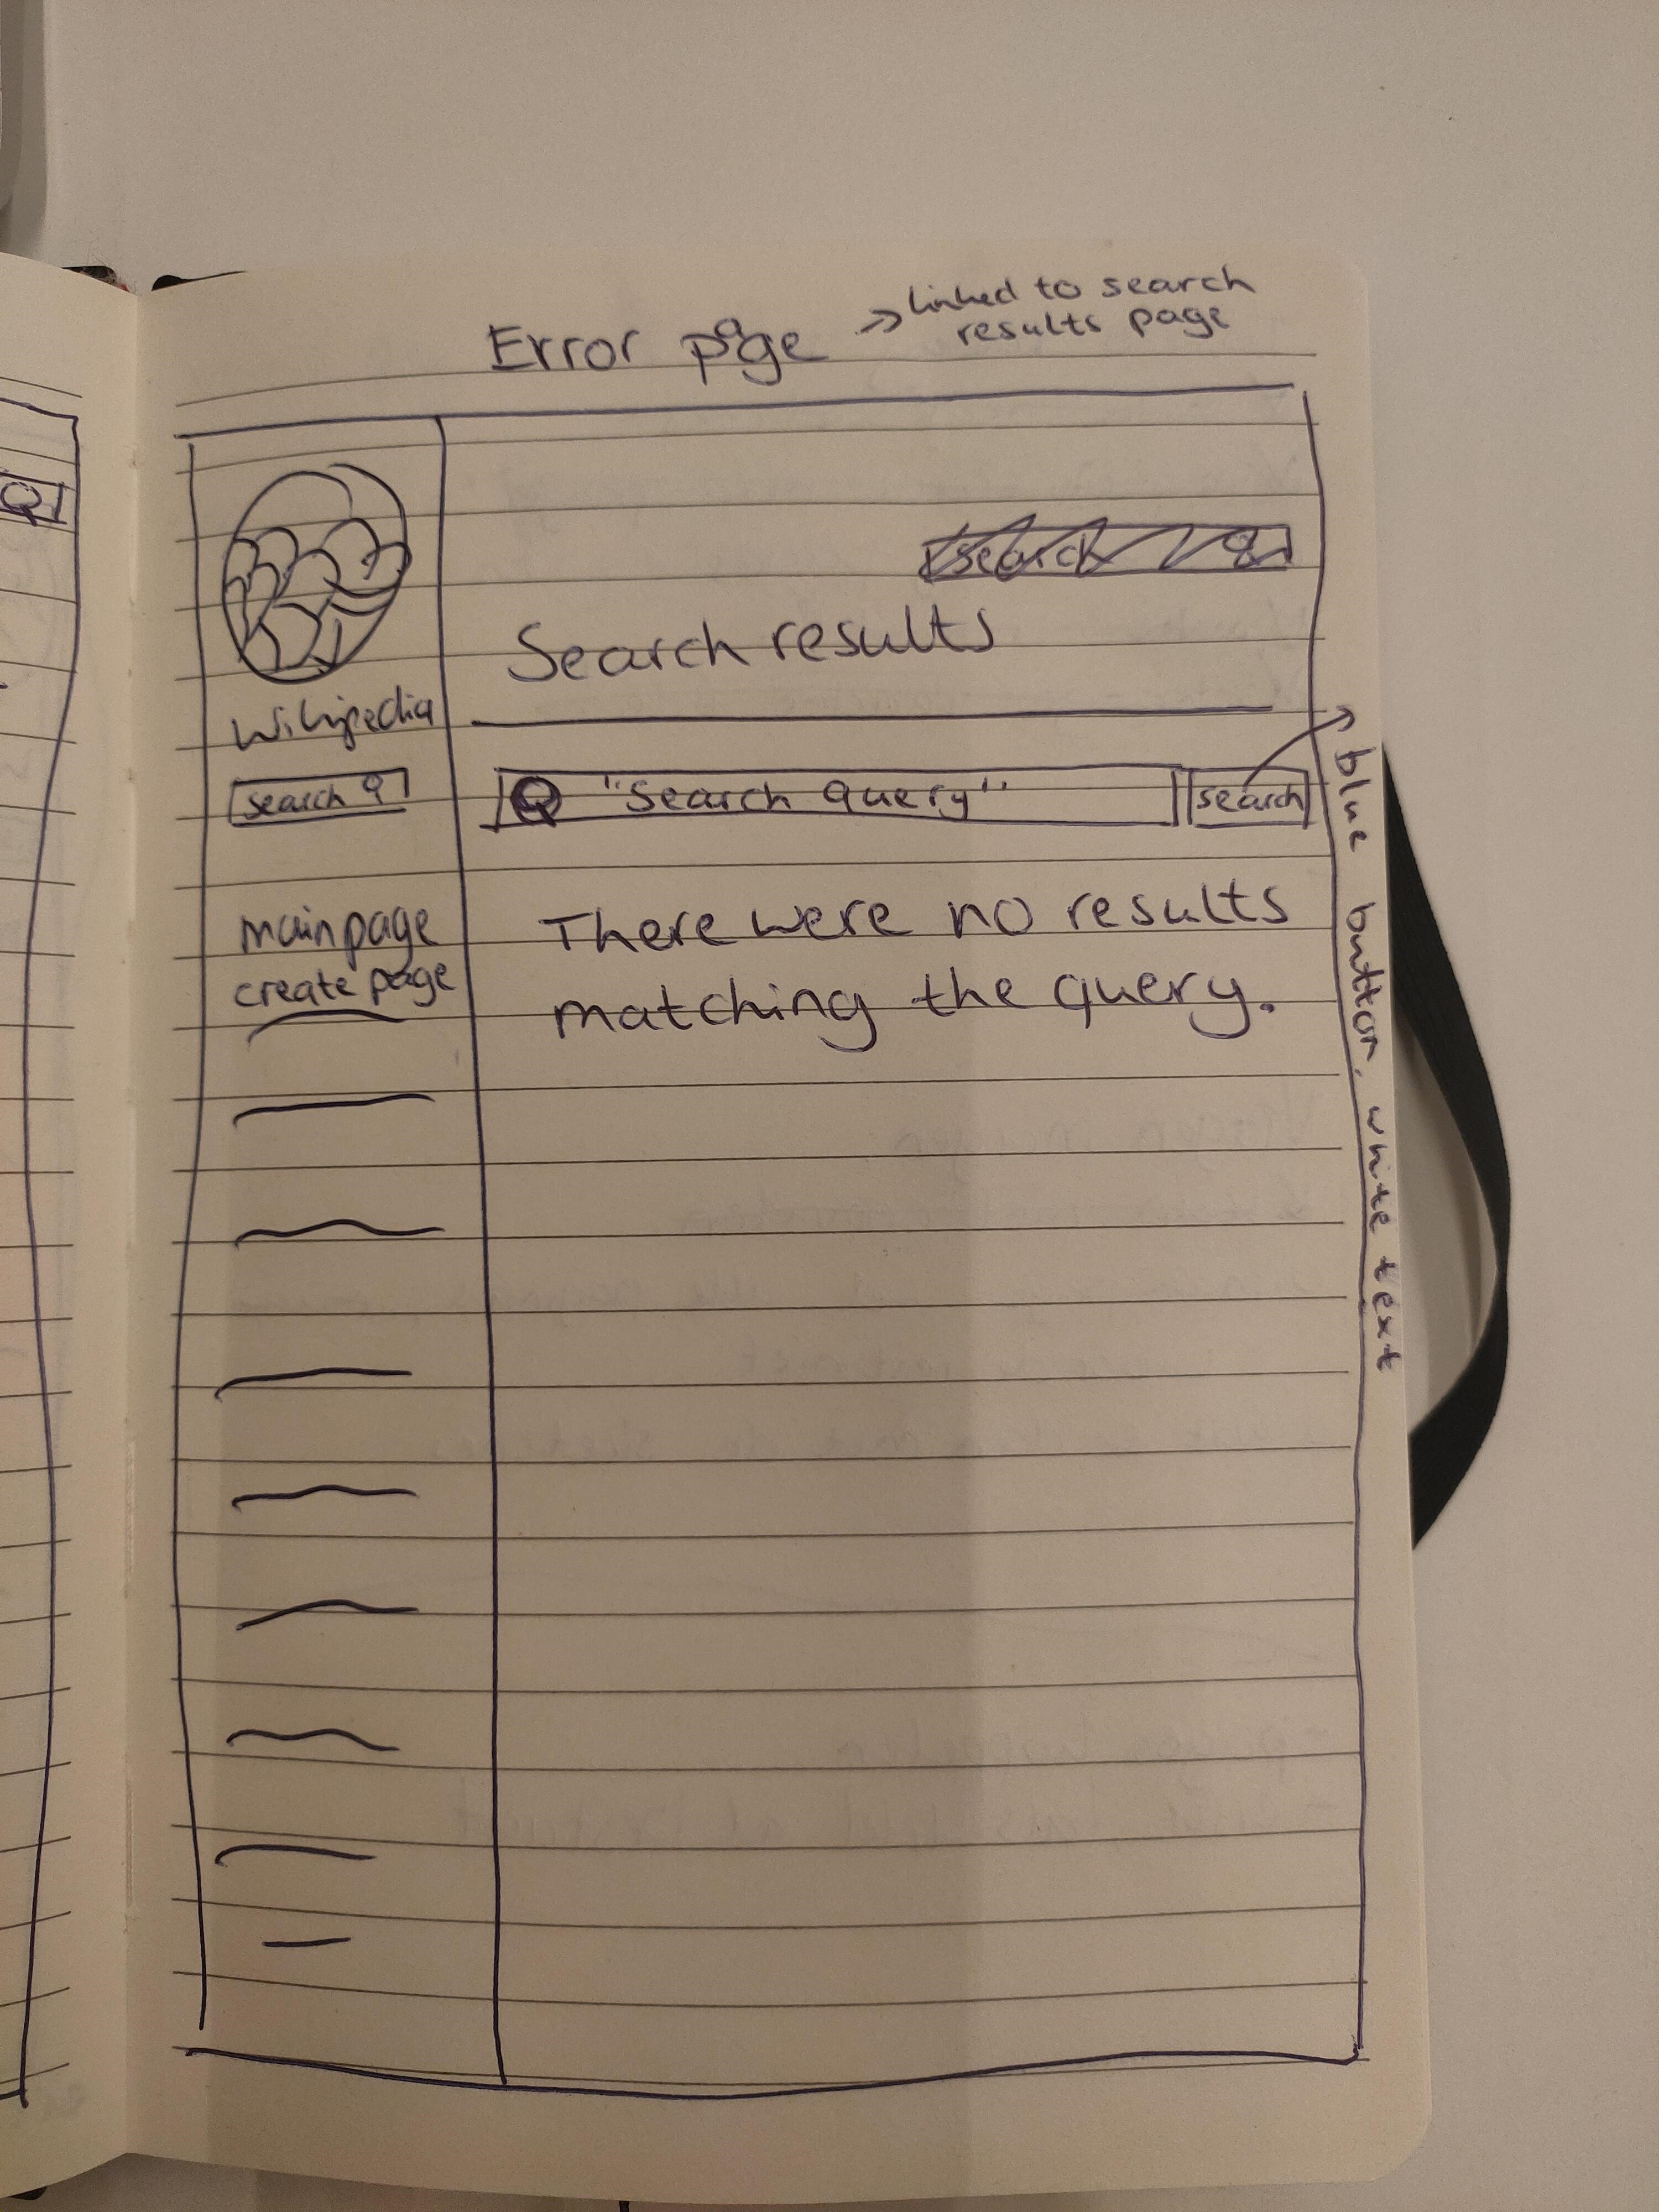 Error page
→ linked to search
results page
search
Search results
Wikipedia
search
"Search query"
search
blue button, white text
main page
create page
There were no results
matching the query.